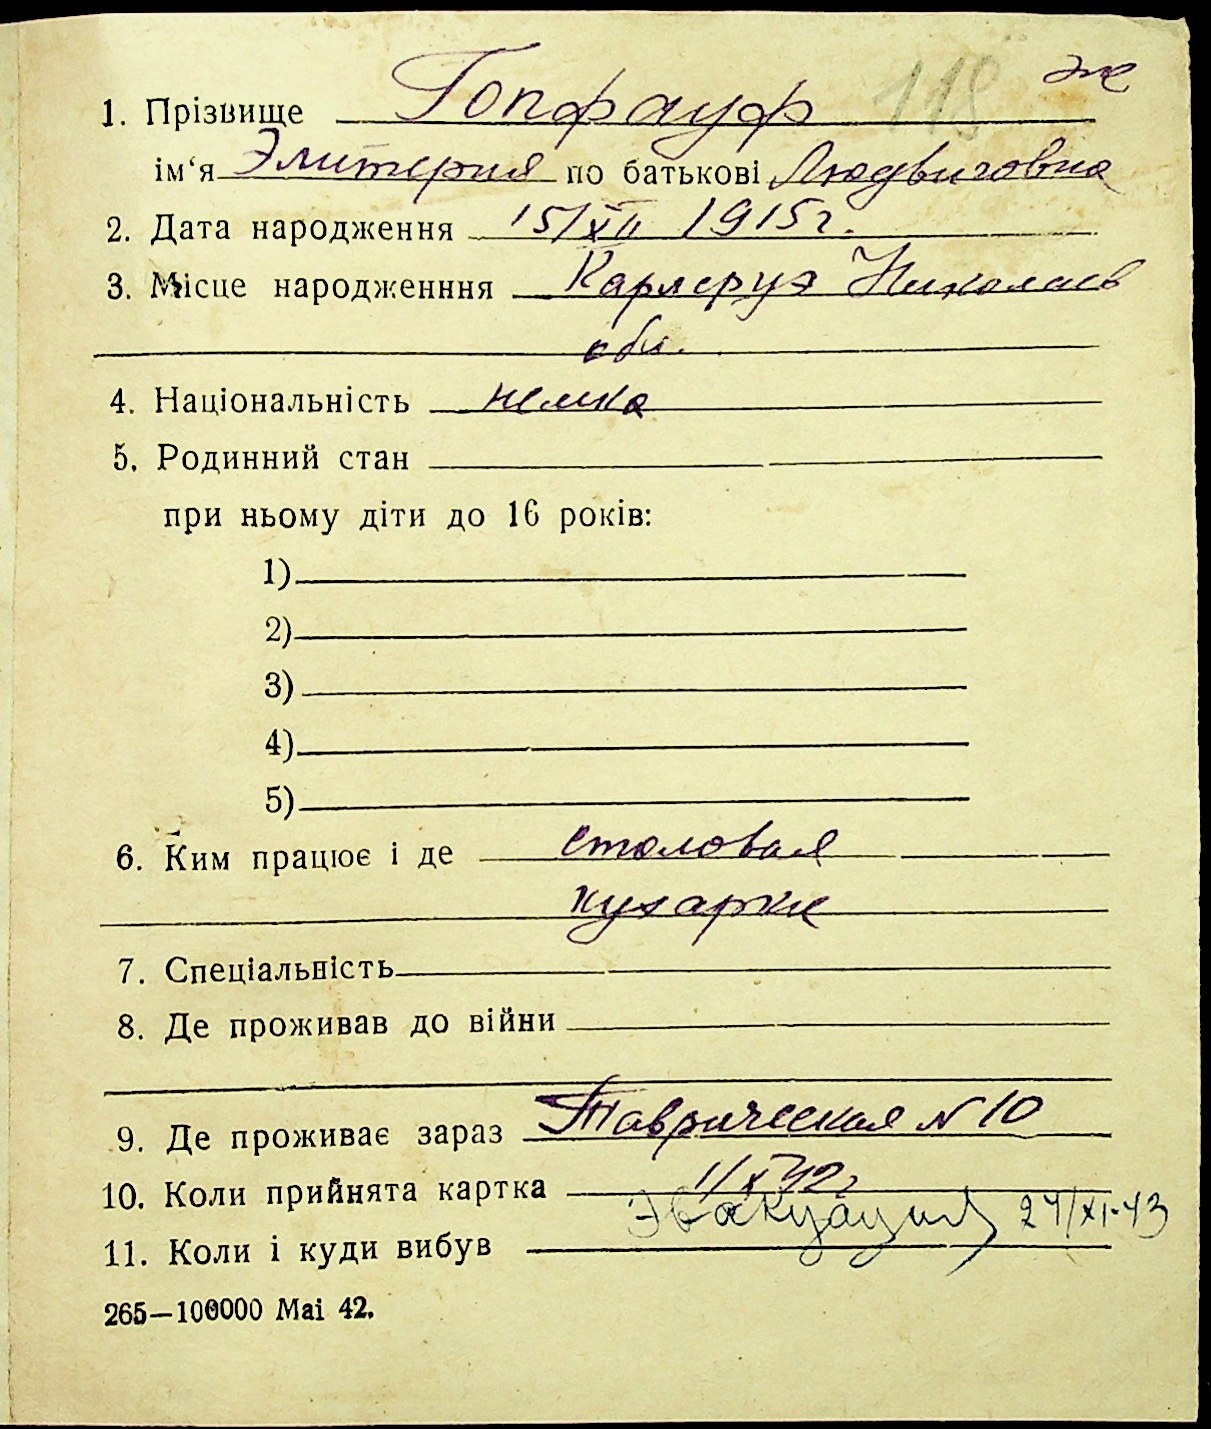 118 эк
1. Прізвище Гопфауф
ім‘я Элитерия по батькові Людвиговна
2. Дата народження 15/XII 1915 г.
3. Місце народженння Карлсруэ Николаев
обл.
4. Національність немка
5. Родинний стан
при ньому діти до 16 років:
1)
2)
3)
4)
5)
6. Ким працює і де столовая
кухарка
7. Спеціальність
8. Де проживав до війни
9. Де проживає зараз Таврическая N 10
10. Коли прийнята картка 1/X 42 г
11. Коли і куди вибув Эвакуация 24/XI-43
265—100000 Mai 42.